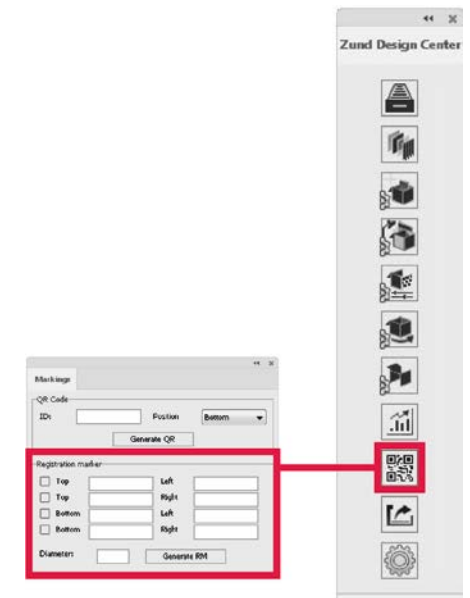 Zund Design Center
Markings
QR Code
ID: Position Bottom
Generate QR
Registration marker
Top Left
Top Right
Bottom Left
Bottom Right
Diameter: Generate RM